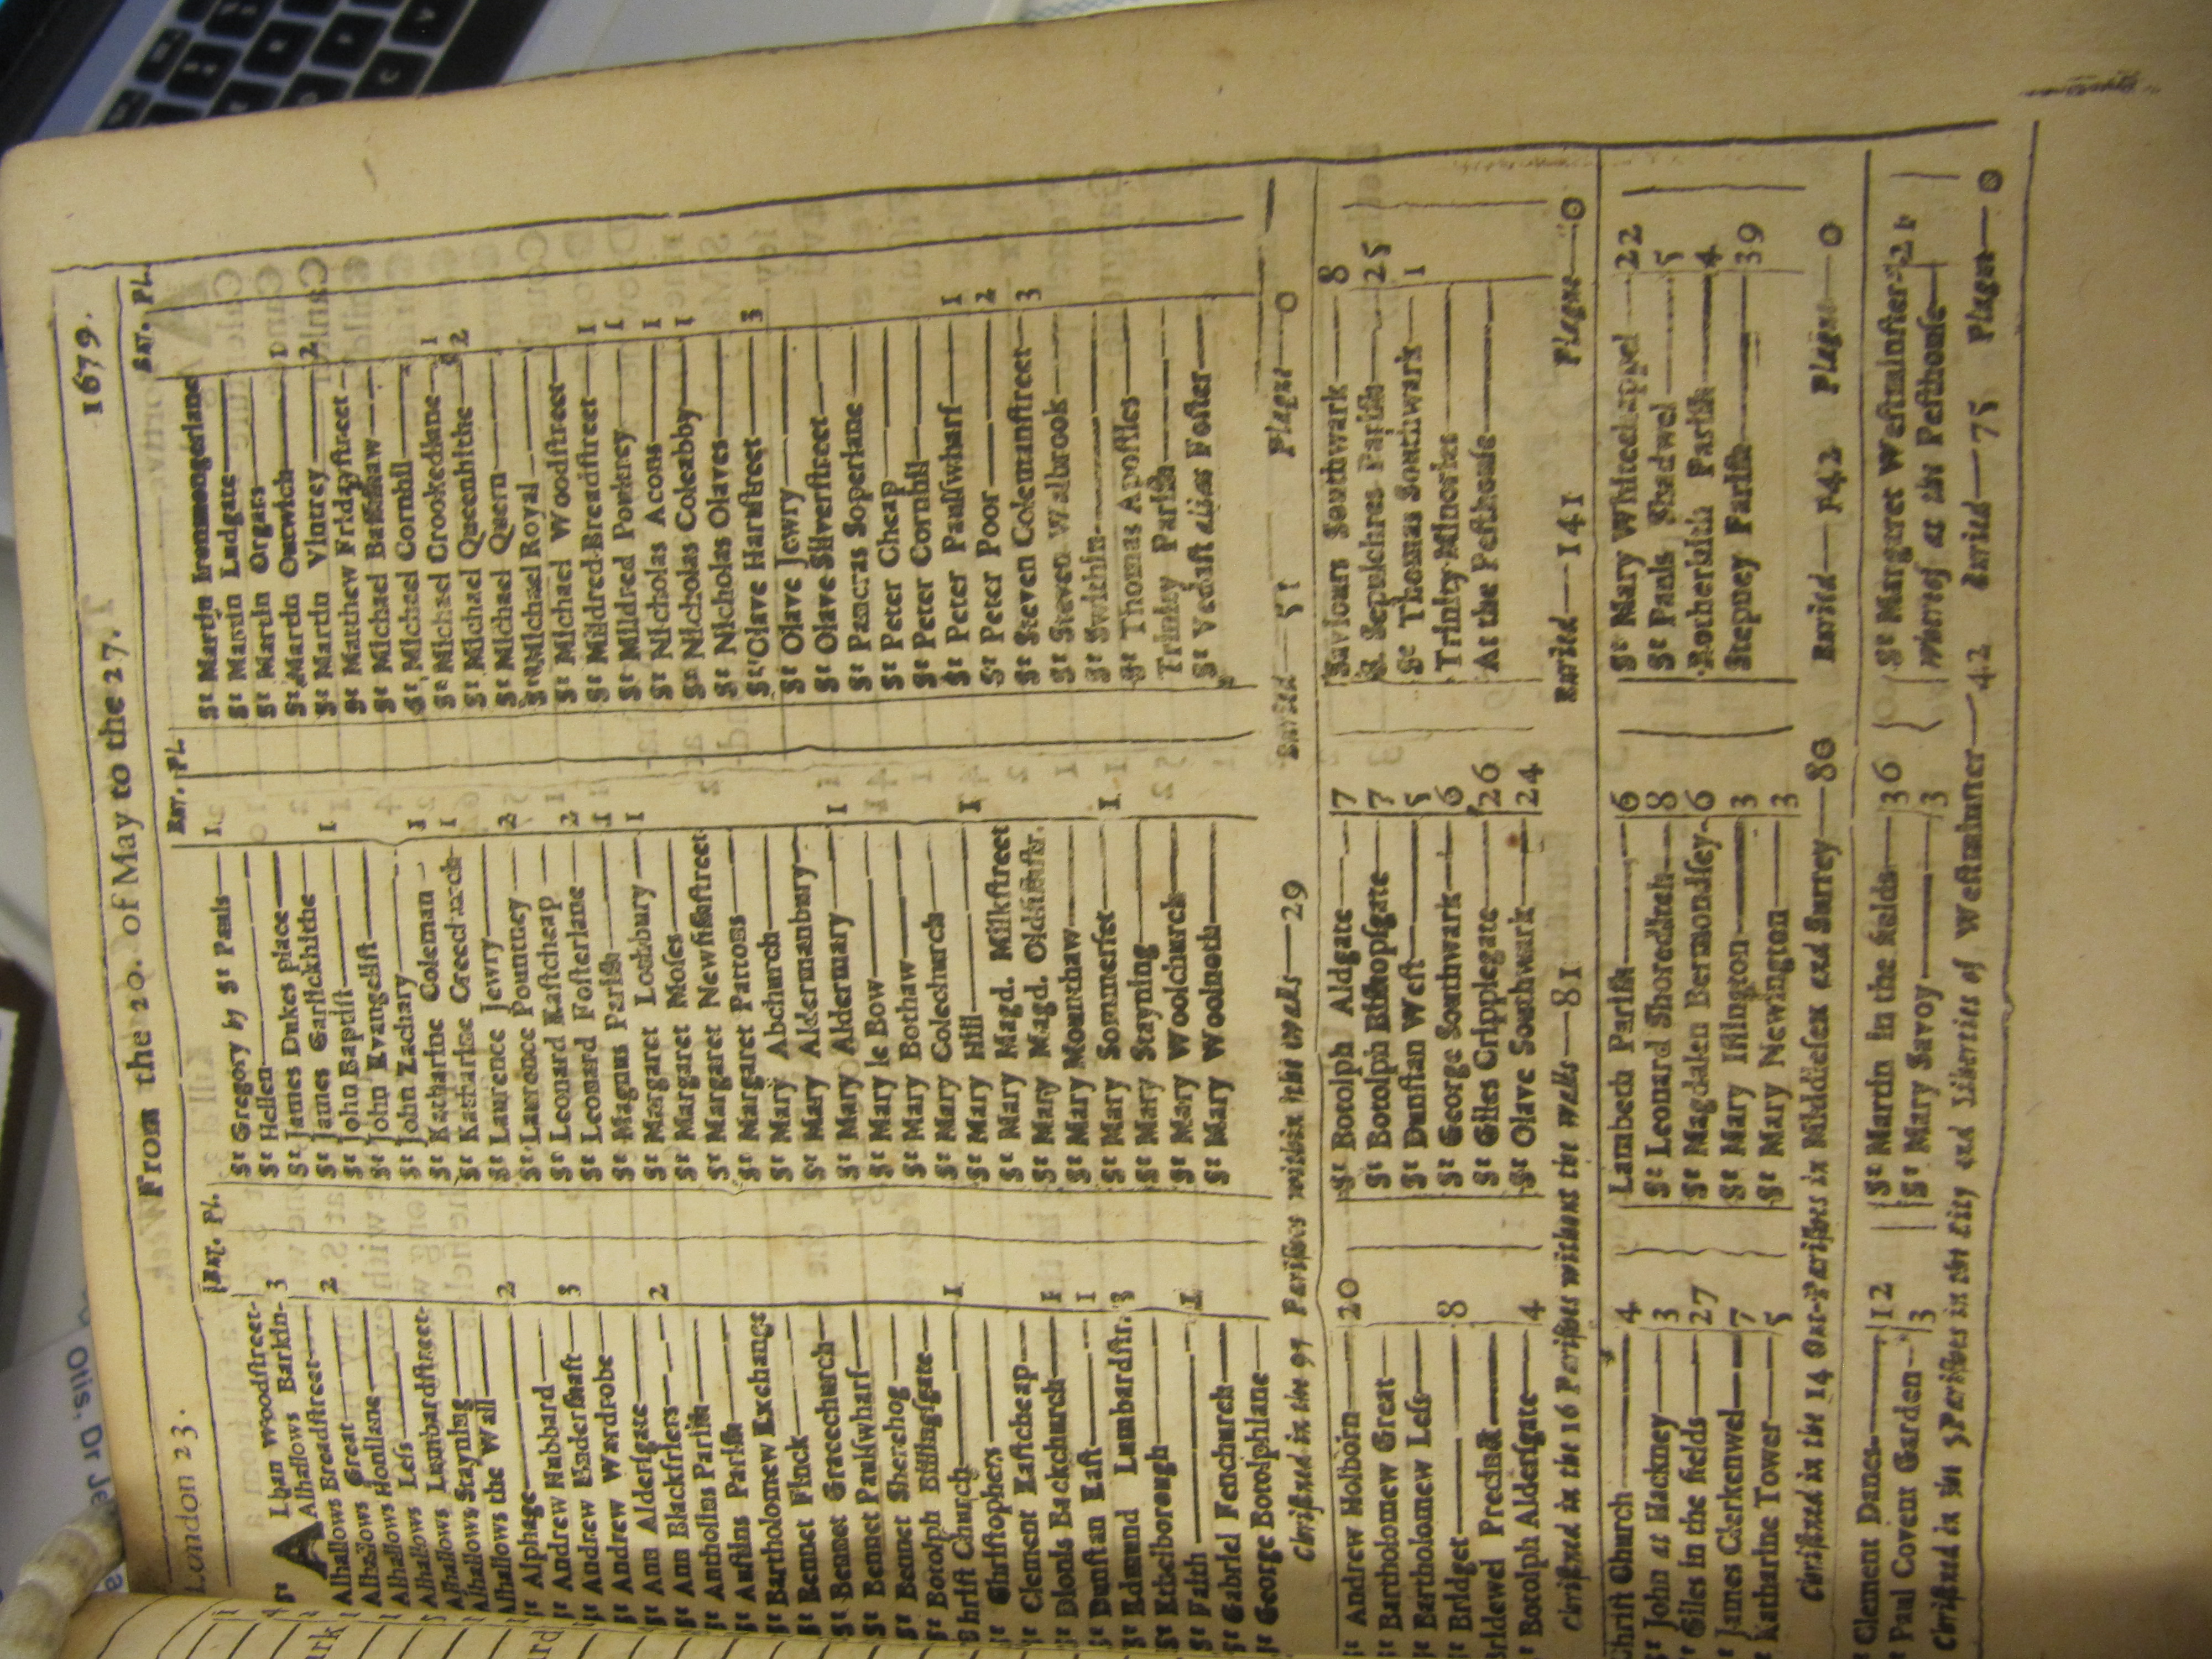 London 23. From the 20. of May to the 27. 1679.
Bur. Pl.
St ALban Woodstreet-
Alhallows Barkin- 3
Alhallows Breadstreet—
Alhallows Great— 2
Alhallows Honilane—
Alhallows Less—
Alhallows Lumbardstreet-
Alhallows Stayning—
Alhallows the Wall—
St Alphage— 2
St Andrew Hubbard—
St Andrew Undershaft— 3
St Andrew Wardrobe—
St Ann Aldersgate—
St Ann Blackfriers— 2
St Antholins Parish—
St Austins Parish—
St Bartholomew Exchange
St Bennet Finck—
St Bennet Gracechurch—
St Bennet Paulswharf—
St Bennet Sherehog—
St Botolph Billingsgate—
Christ Church— 1
St Christophers—
St Clement Eastcheap—
St Dionis Backchurch— 1
St Dunstan East— 1
St Edmund Lumbardstr. 3
St Ethelborough—
St Faith— 1
St Gabriel Fenchurch—
St George Botolphlane—
Bur. Pl.
St Gregory by St Pauls— 1
St Hellen—
St James Dukes place—
St James Garlickhithe—
St John Baptist— 1
St John Evangelist—
St John Zachary—
St Katharine Coleman - 1
St Katharine Creechurch- 1
St Laurence Jewry—
St Laurence Pountney— 2
St Leonard Eastcheap—
St Leonard Fosterlane— 2
St Magnus Parish— 1
St Margaret Lothbury— 1
St Margaret Moses—
St Margaret Newfishstreet
St Margaret Pattons—
St Mary Abchurch—
St Mary Aldermanbury—
St Mary Aldermary— 1
St Mary le Bow—
St Mary Bothaw—
St Mary Colechurch—
St Mary Hill— 1
St Mary Magd. Milkstreet
St Mary Magd. Oldfishstr.
St Mary Mounthaw—
St Mary Sommerset— 1
St Mary Stayning—
St Mary Woolchurch—
St Mary Woolnoth—
Bur. Pl.
St Martin Ironmongerlane
St Martin Ludgate—
St Martin Orgars—
St Martin Outwich— 1
St Martin Vintrey— 2
St Matthew Fridaystreet -
St Michael Bassishaw—
St Michael Cornhil—
St Michael Crookedlane— 1
St Michael Queenhithe— 2
St Michael Quern—
St Michael Royal—
St Michael Woodstreet—
St Mildred Breadstreet— 1
St Mildred Poultrey— 1
St Nicholas Acons— 1
St Nicholas Coleabby— 1
St Nicholas Olaves—
St Olave Hartstreet— 3
St Olave Jewry—
St Olave Silverstreet—
St Pancras Soperlane—
St Peter Cheap—
St Peter Cornhil—
St Peter Paulswharf— 1
St Peter Poor— 2
St Steven Colemanstreet— 3
St Steven Walbrook—
St Swithin—
St Thomas Apostles—
Trinity Parish—
St Vedast alias Foster—
Christned in the 97 Parishes within the walls—29 Buried—51 Plague—0
St Andrew Holborn— 20
St Bartholomew Great—
St Bartholomew Less—
St Bridget— 8
Bridewel Precinct—
St Botolph Aldersgate— 4
St Botolph Aldgate— 7
St Botolph Bishopsgate— 7
St Dunstan West— 5
St George Southwark— 6
St Giles Cripplegate— 26
St Olave Southwark— 24
Saviours Southwark— 8
St. Sepulchres Parish— 25
St Thomas Southwark— 1
Trinity Minories—
At the Pesthouse—
Christned in the 16 Parishes without the walls—81 Buried—141 Plague—0
Christ Church— 4
St John at Hackney— 3
St Giles in the fields— 27
St James Clerkenwel— 7
St Katharine Tower— 5
Lambeth Parish— 6
St Leonard Shoreditch— 8
St Magdalen Bermondsey- 6
St Mary Islington— 3
St Mary Newington— 3
St Mary Whitechappel— 22
St Pauls Shadwel— 5
Rotherhith Parish— 4
Stepney Parish— 39
Christned in the 14 Out-Parishes in Middlesex and Surrey—80 Buried—142 Plague—0
St Clement Danes— 12
St Paul Covent Garden— 3
St Martin in the fields— 36
St Mary Savoy— 3
St Margaret Westminster- 21
whereof at the Pesthouse—
Christned in the 5 Parishes in the City and Liberties of Westminster—42 Buried—75 Plague—0
Otis, Dr Je